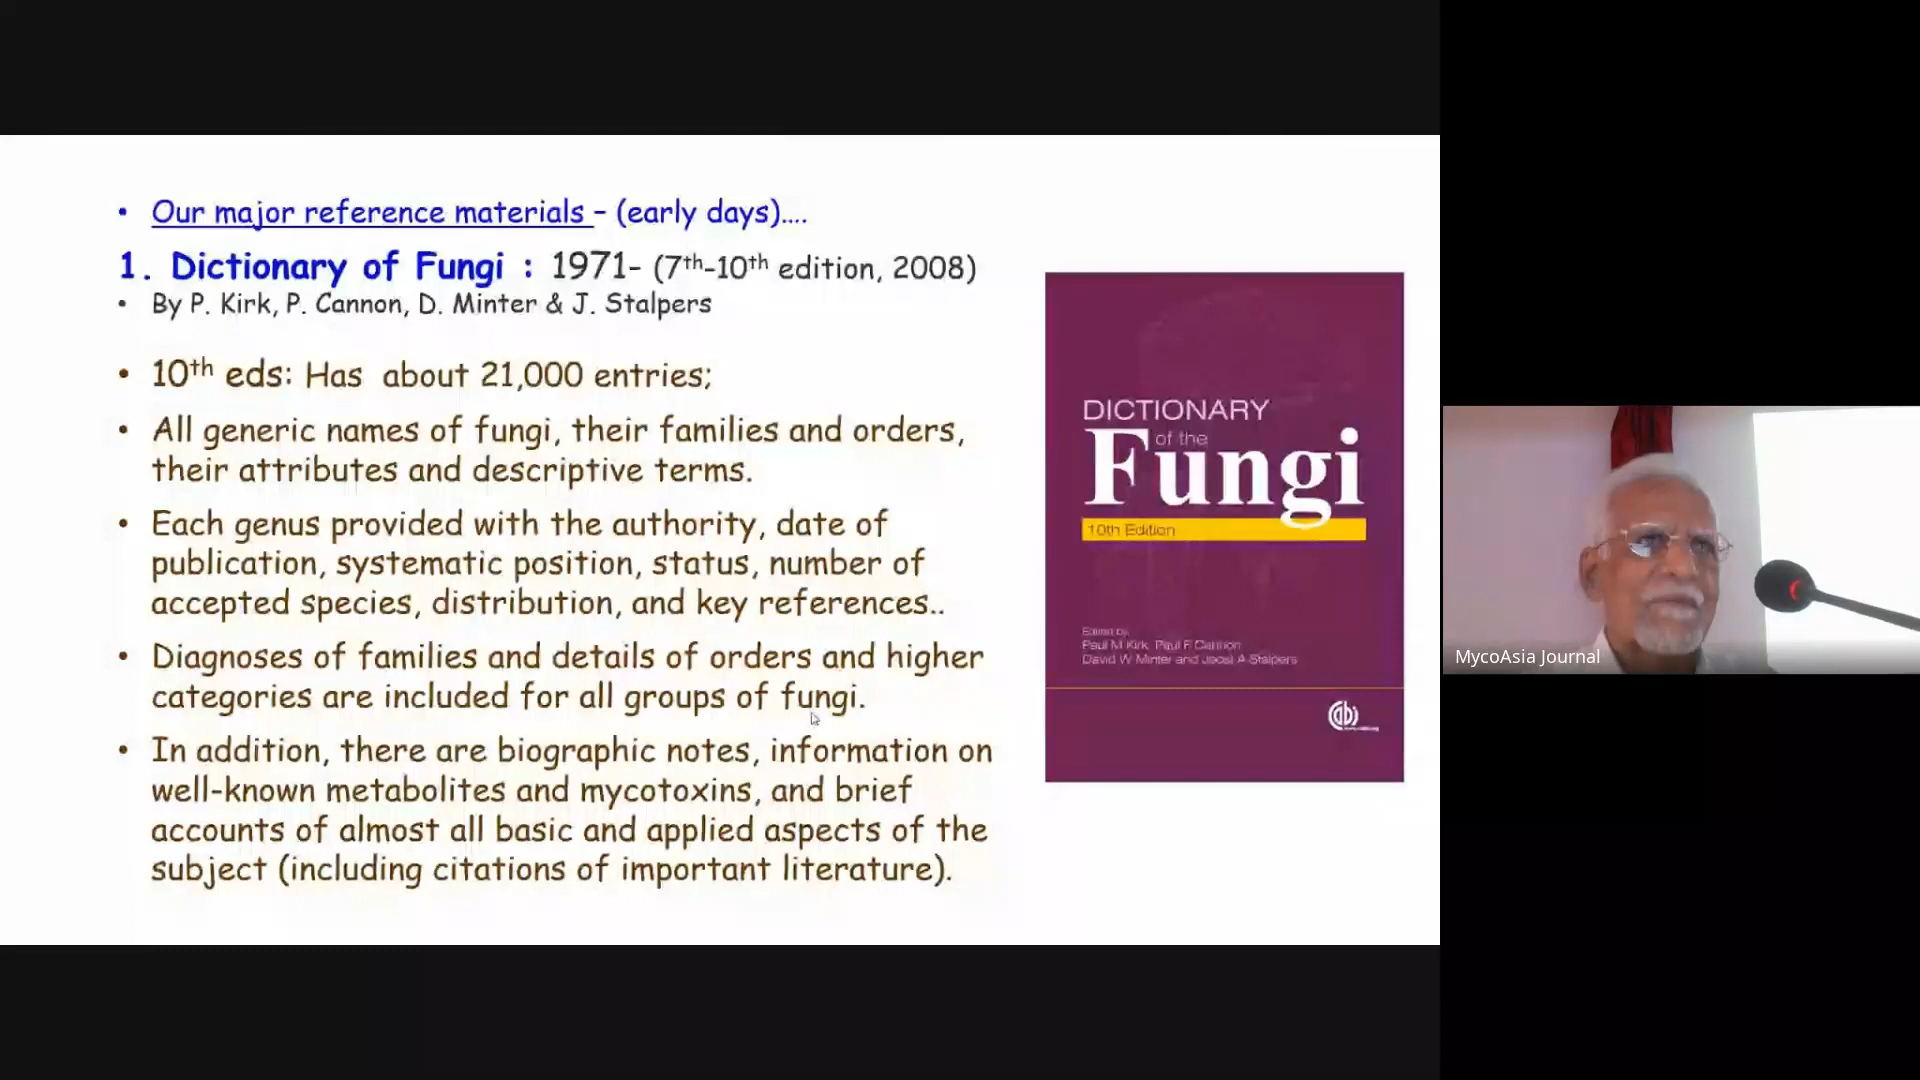 • Our major reference materials – (early days)....
1. Dictionary of Fungi : 1971- (7th-10th edition, 2008)
• By P. Kirk, P. Cannon, D. Minter & J. Stalpers
• 10th eds: Has about 21,000 entries;
• All generic names of fungi, their families and orders,
their attributes and descriptive terms.
• Each genus provided with the authority, date of
publication, systematic position, status, number of
accepted species, distribution, and key references..
• Diagnoses of families and details of orders and higher
categories are included for all groups of fungi.
• In addition, there are biographic notes, information on
well-known metabolites and mycotoxins, and brief
accounts of almost all basic and applied aspects of the
subject (including citations of important literature).
DICTIONARY
of the
Fungi
10th Edition
Edited by
Paul M Kirk, Paul F Cannon
David W Minter and Joost A Stalpers
cabi
MycoAsia Journal